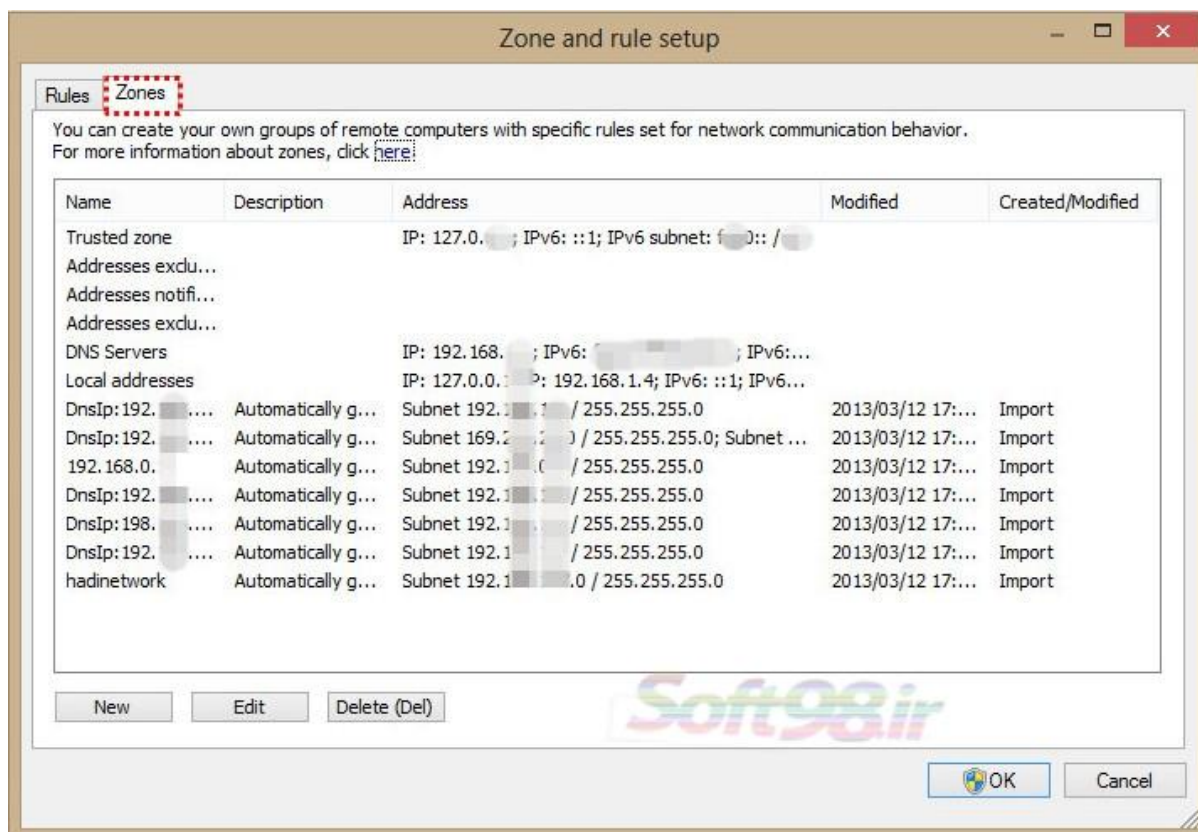 Zone and rule setup
Rules Zones
You can create your own groups of remote computers with specific rules set for network communication behavior.
For more information about zones, click here
Name Description Address Modified Created/Modified
Trusted zone IP: 127.0. ; IPv6: ::1; IPv6 subnet: 0:: /
Addresses exclu...
Addresses notifi...
Addresses exclu...
DNS Servers IP: 192.168. ; IPv6: ; IPv6:...
Local addresses IP: 127.0.0. P: 192.168.1.4; IPv6: ::1; IPv6...
DnsIp:192. .... Automatically g... Subnet 192. / 255.255.255.0 2013/03/12 17:... Import
DnsIp:192. .... Automatically g... Subnet 169.2 / 255.255.255.0; Subnet ... 2013/03/12 17:... Import
192.168.0. Automatically g... Subnet 192. / 255.255.255.0 2013/03/12 17:... Import
DnsIp:192. .... Automatically g... Subnet 192. / 255.255.255.0 2013/03/12 17:... Import
DnsIp:198. .... Automatically g... Subnet 192. / 255.255.255.0 2013/03/12 17:... Import
DnsIp:192. .... Automatically g... Subnet 192.1 / 255.255.255.0 2013/03/12 17:... Import
hadinetwork Automatically g... Subnet 192.1 .0 / 255.255.255.0 2013/03/12 17:... Import
New Edit Delete (Del)
Soft98.ir
OK Cancel